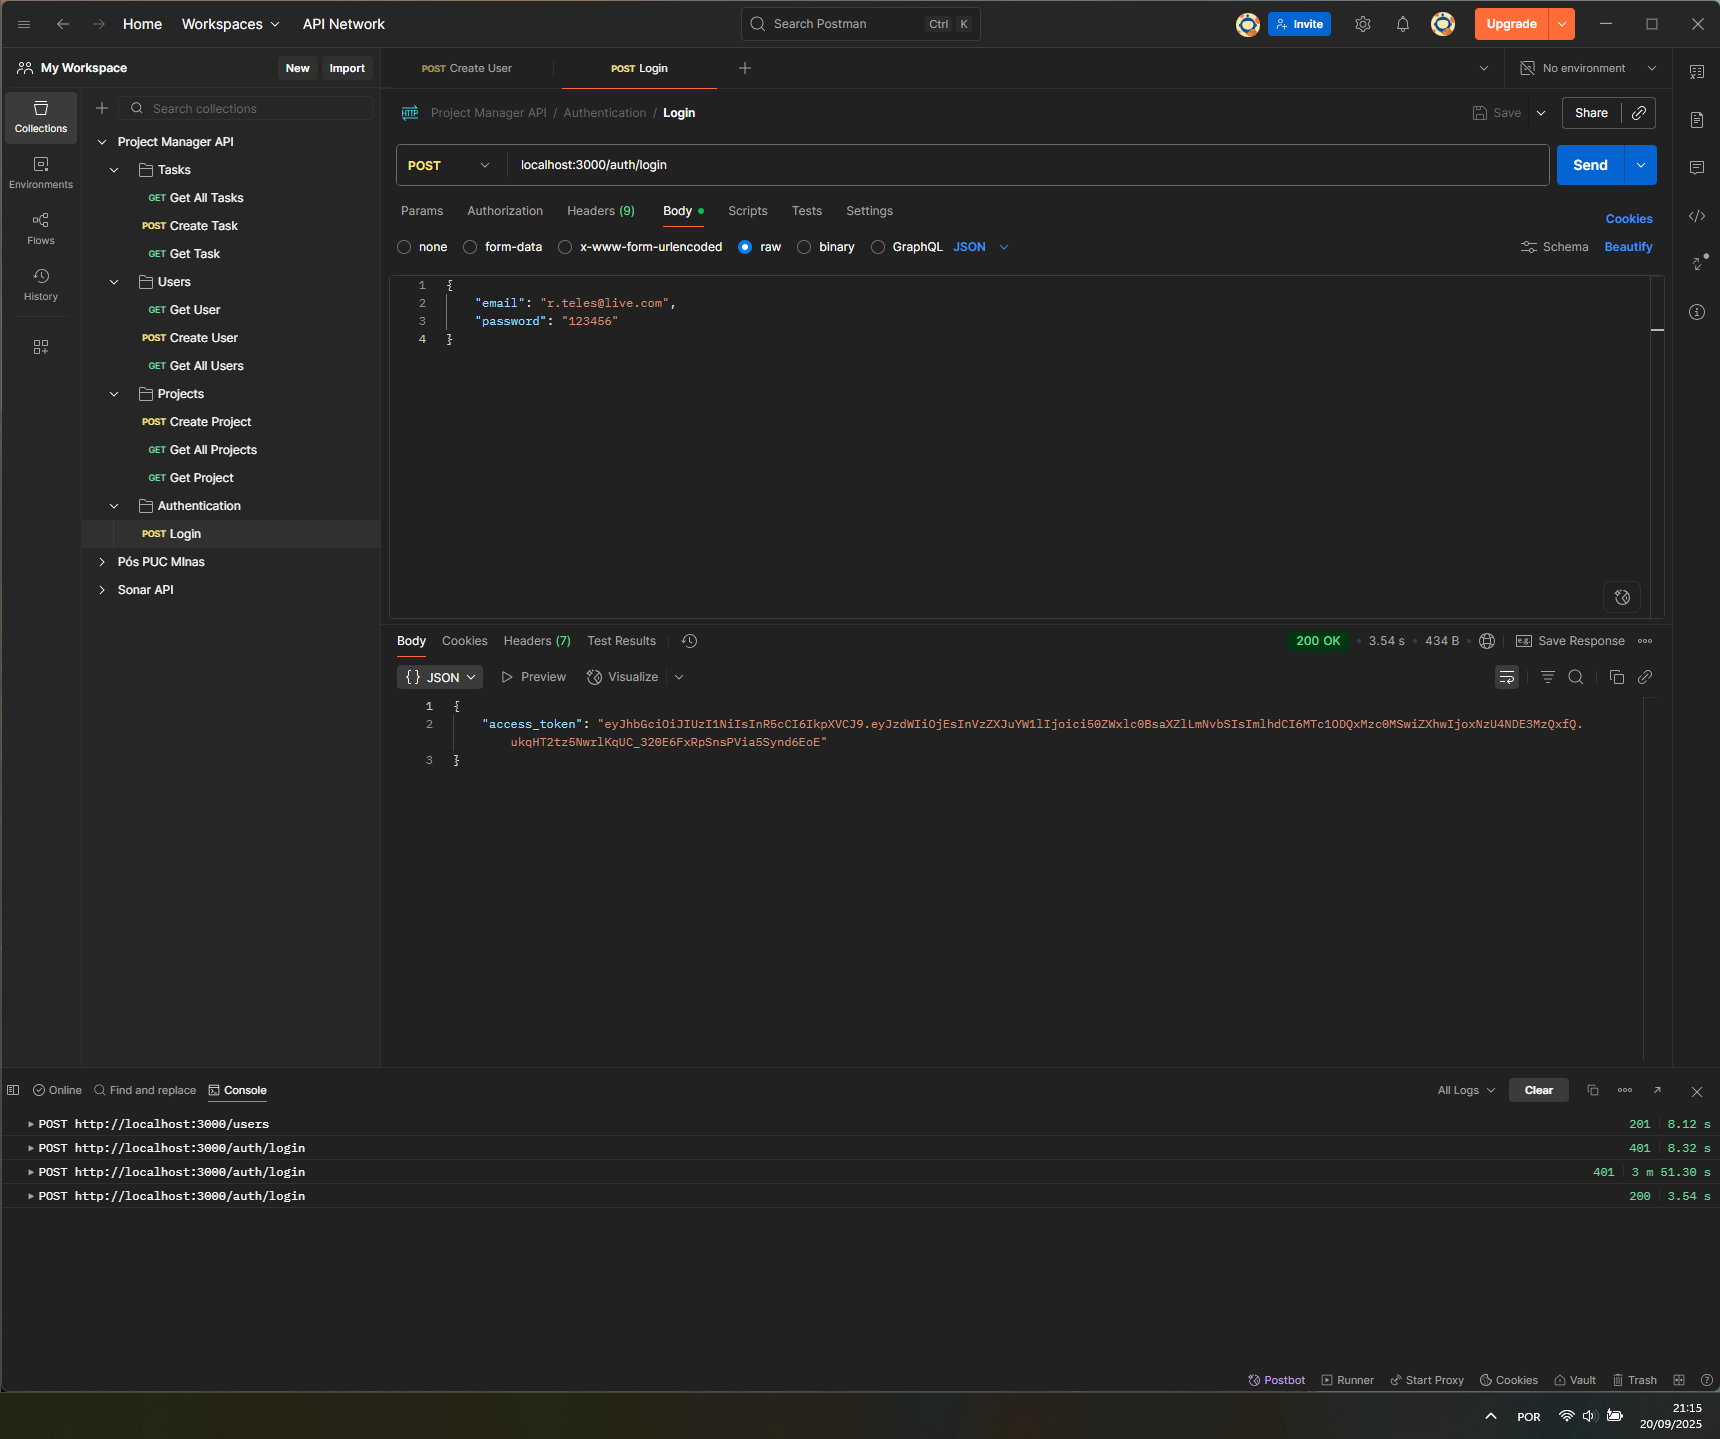 Home Workspaces API Network Search Postman Ctrl K Invite Upgrade
My Workspace New Import POST Create User POST Login No environment
Collections
Environments
Flows
History
Search collections
Project Manager API
Tasks
GET Get All Tasks
POST Create Task
GET Get Task
Users
GET Get User
POST Create User
GET Get All Users
Projects
POST Create Project
GET Get All Projects
GET Get Project
Authentication
POST Login
Pós PUC MInas
Sonar API
HTTP Project Manager API / Authentication / Login Save Share
POST localhost:3000/auth/login Send
Params Authorization Headers (9) Body Scripts Tests Settings Cookies
none form-data x-www-form-urlencoded raw binary GraphQL JSON Schema Beautify
1 {
2 "email": "r.teles@live.com",
3 "password": "123456"
4 }
Body Cookies Headers (7) Test Results 200 OK • 3.54 s • 434 B • e.g. Save Response
{} JSON Preview Visualize
1 {
2 "access_token": "eyJhbGciOiJIUzI1NiIsInR5cCI6IkpXVCJ9.eyJzdWIiOjEsInVzZXJuYW1lIjoici50ZWxlc0BsaXZlLmNvbSIsImlhdCI6MTc1ODQxMzc0MSwiZXhwIjoxNzU4NDE3MzQxfQ.
ukqHT2tz5NwrlKqUC_320E6FxRpSnsPVia5Synd6EoE"
3 }
Online Find and replace Console All Logs Clear
POST http://localhost:3000/users 201 8.12 s
POST http://localhost:3000/auth/login 401 8.32 s
POST http://localhost:3000/auth/login 401 3 m 51.30 s
POST http://localhost:3000/auth/login 200 3.54 s
Postbot Runner Start Proxy Cookies Vault Trash
POR 21:15
20/09/2025